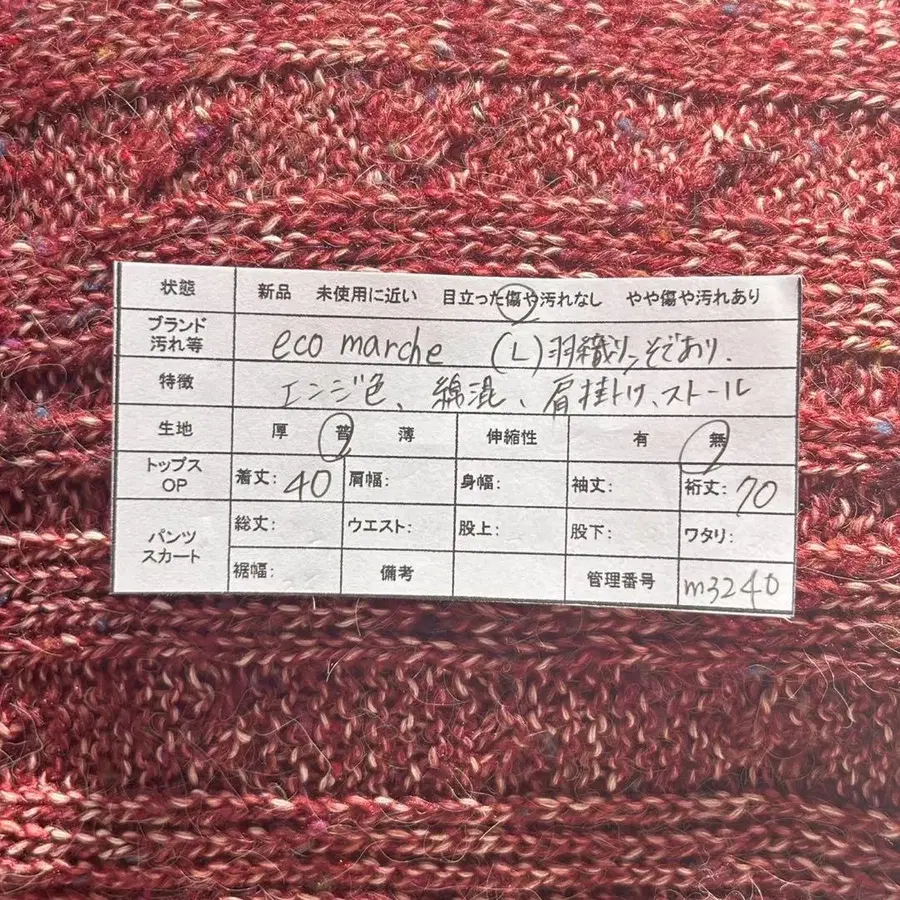 状態 新品 未使用に近い 目立った傷や汚れなし やや傷や汚れあり
ブランド
汚れ等 eco marche (L)羽織り、そであり.
特徴 エンジ色、綿混、肩掛け、ストール
生地 厚 普 薄 伸縮性 有 無
トップス
OP 着丈: 40 肩幅: 身幅: 袖丈: 裄丈: 70
パンツ
スカート 総丈: ウエスト: 股上: 股下: ワタリ:
裾幅: 備考 管理番号 m3240